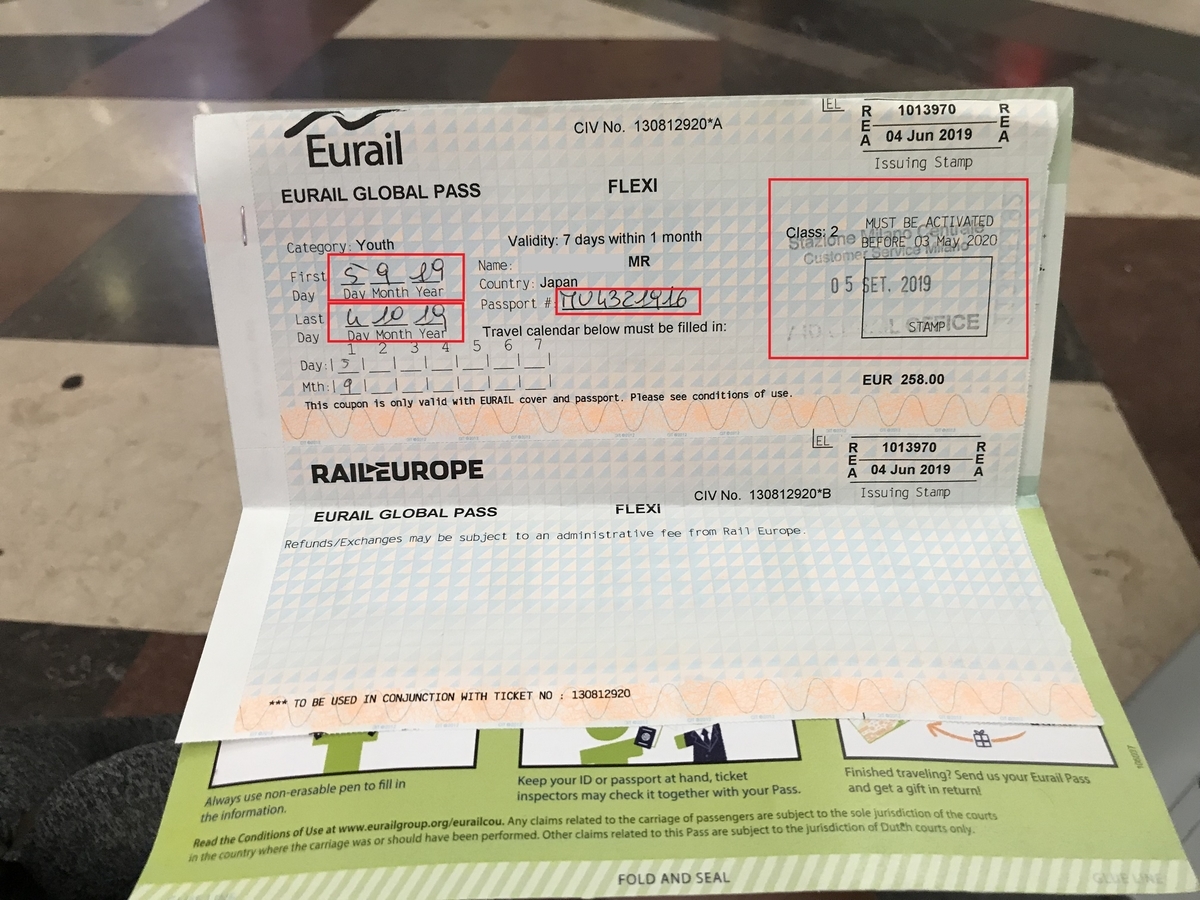 EL
Eurail
CIV No. 130812920*A
REA 1013970 REA
04 Jun 2019
Issuing Stamp
EURAIL GLOBAL PASS FLEXI
Category: Youth
Validity: 7 days within 1 month
Class: 2 MUST BE ACTIVATED
BEFORE 03 May 2020
Stazione Milano Centrale
Customer Service Milano
05 SET. 2019
OFFICE
STAMP
First Day 5 9 19
Day Month Year
Name: MR
Country: Japan
Passport #:
Last Day 4 10 19
Day Month Year
Travel calendar below must be filled in:
1 2 3 4 5 6 7
Day: 5
Mth: 9
EUR 258.00
This coupon is only valid with EURAIL cover and passport. Please see conditions of use.
EL
RAILEUROPE
REA 1013970 REA
04 Jun 2019
CIV No. 130812920*B
Issuing Stamp
EURAIL GLOBAL PASS FLEXI
Refunds/Exchanges may be subject to an administrative fee from Rail Europe.
*** TO BE USED IN CONJUNCTION WITH TICKET NO : 130812920
Always use non-erasable pen to fill in
the information.
Keep your ID or passport at hand, ticket
inspectors may check it together with your Pass.
Finished traveling? Send us your Eurail Pass
and get a gift in return!
Read the Conditions of Use at www.eurailgroup.org/eurailcou. Any claims related to the carriage of passengers are subject to the sole jurisdiction of the courts
in the country where the carriage was or should have been performed. Other claims related to this Pass are subject to the jurisdiction of Dutch courts only.
FOLD AND SEAL
GLUE LINE